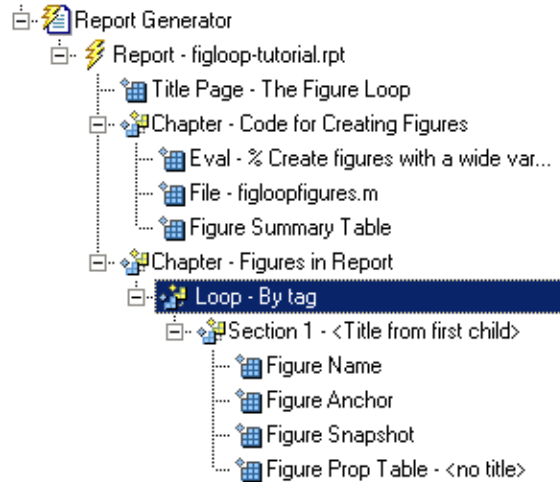 Report Generator
Report - figloop-tutorial.rpt
Title Page - The Figure Loop
Chapter - Code for Creating Figures
Eval - % Create figures with a wide var...
File - figloopfigures.m
Figure Summary Table
Chapter - Figures in Report
Loop - By tag
Section 1 - <Title from first child>
Figure Name
Figure Anchor
Figure Snapshot
Figure Prop Table - <no title>